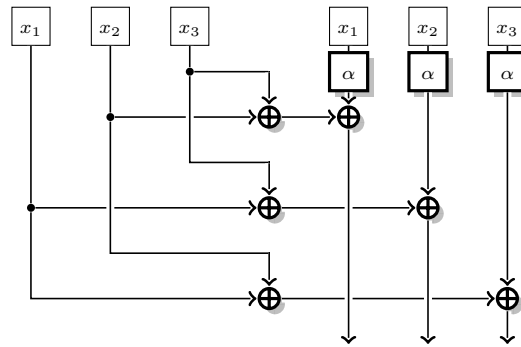 x₁ x₂ x₃ x₁ x₂ x₃
α α α